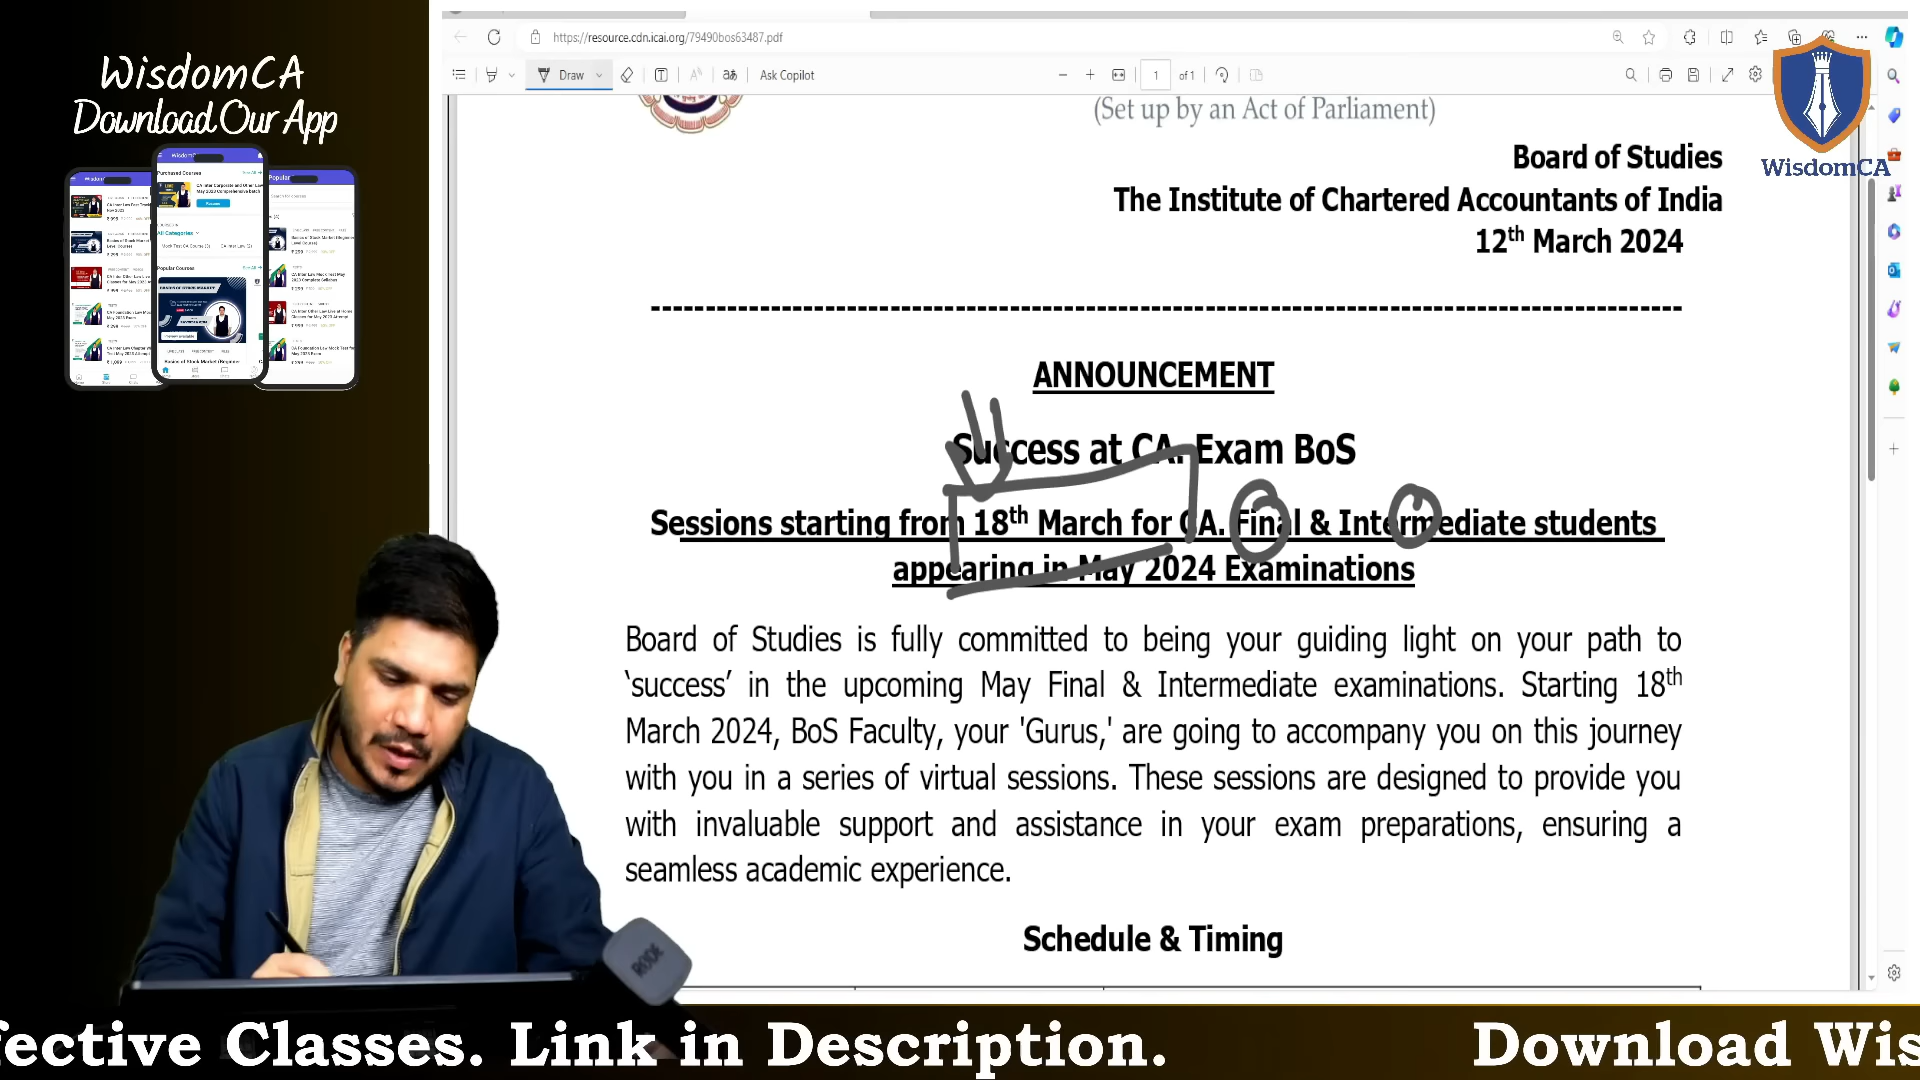 WisdomCA
Download Our App
https://resource.cdn.icai.org/79490bos63487.pdf
Draw
Ask Copilot
1 of 1
(Set up by an Act of Parliament)
Board of Studies
The Institute of Chartered Accountants of India
12th March 2024
WisdomCA
ANNOUNCEMENT
Success at CA. Exam BoS
Sessions starting from 18th March for CA. Final & Intermediate students
appearing in May 2024 Examinations
Board of Studies is fully committed to being your guiding light on your path to
‘success’ in the upcoming May Final & Intermediate examinations. Starting 18th
March 2024, BoS Faculty, your 'Gurus,' are going to accompany you on this journey
with you in a series of virtual sessions. These sessions are designed to provide you
with invaluable support and assistance in your exam preparations, ensuring a
seamless academic experience.
Schedule & Timing
RODE
fective Classes. Link in Description. Download Wis